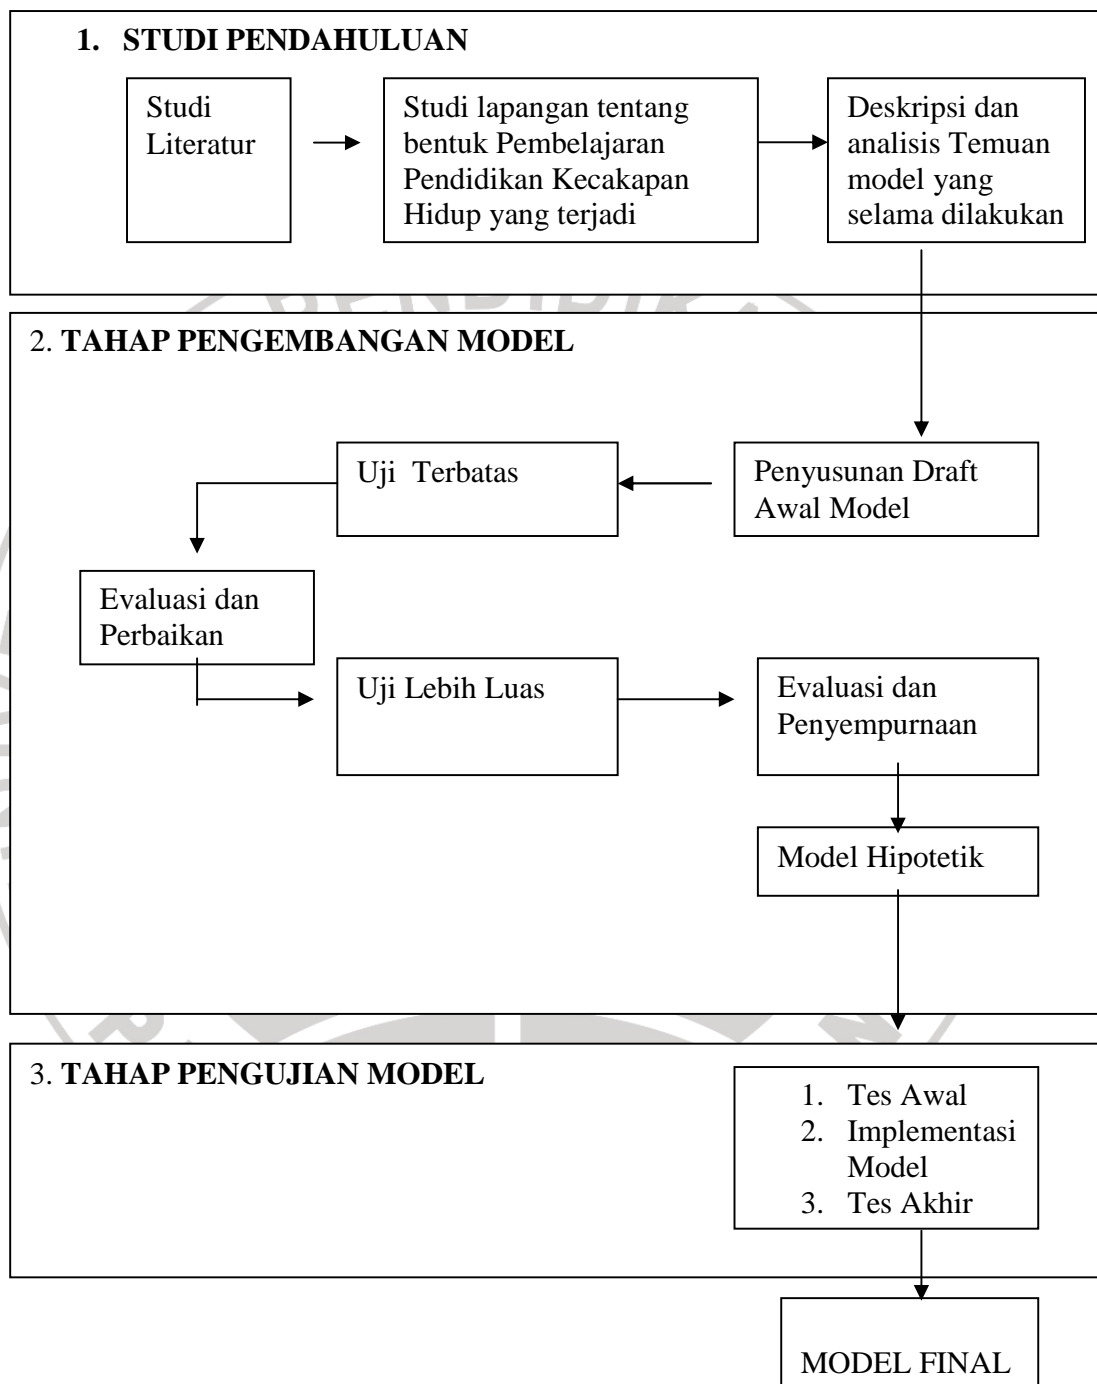 1. STUDI PENDAHULUAN
Studi
Literatur
Studi lapangan tentang
bentuk Pembelajaran
Pendidikan Kecakapan
Hidup yang terjadi
Deskripsi dan
analisis Temuan
model yang
selama dilakukan
2. TAHAP PENGEMBANGAN MODEL
Penyusunan Draft
Awal Model
Uji Terbatas
Evaluasi dan
Perbaikan
Uji Lebih Luas
Evaluasi dan
Penyempurnaan
Model Hipotetik
3. TAHAP PENGUJIAN MODEL
1. Tes Awal
2. Implementasi
Model
3. Tes Akhir
MODEL FINAL